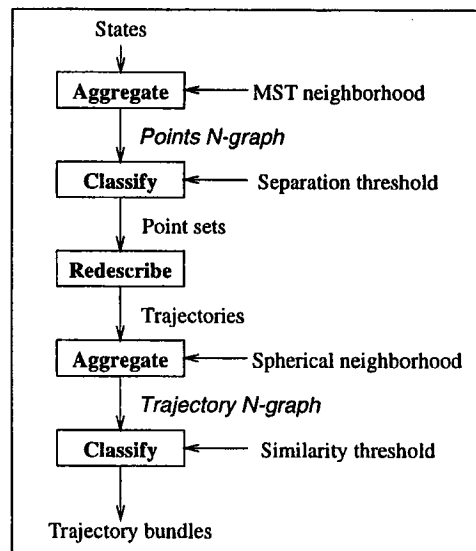 States
Aggregate
MST neighborhood
Points N-graph
Classify
Separation threshold
Point sets
Redescribe
Trajectories
Aggregate
Spherical neighborhood
Trajectory N-graph
Classify
Similarity threshold
Trajectory bundles